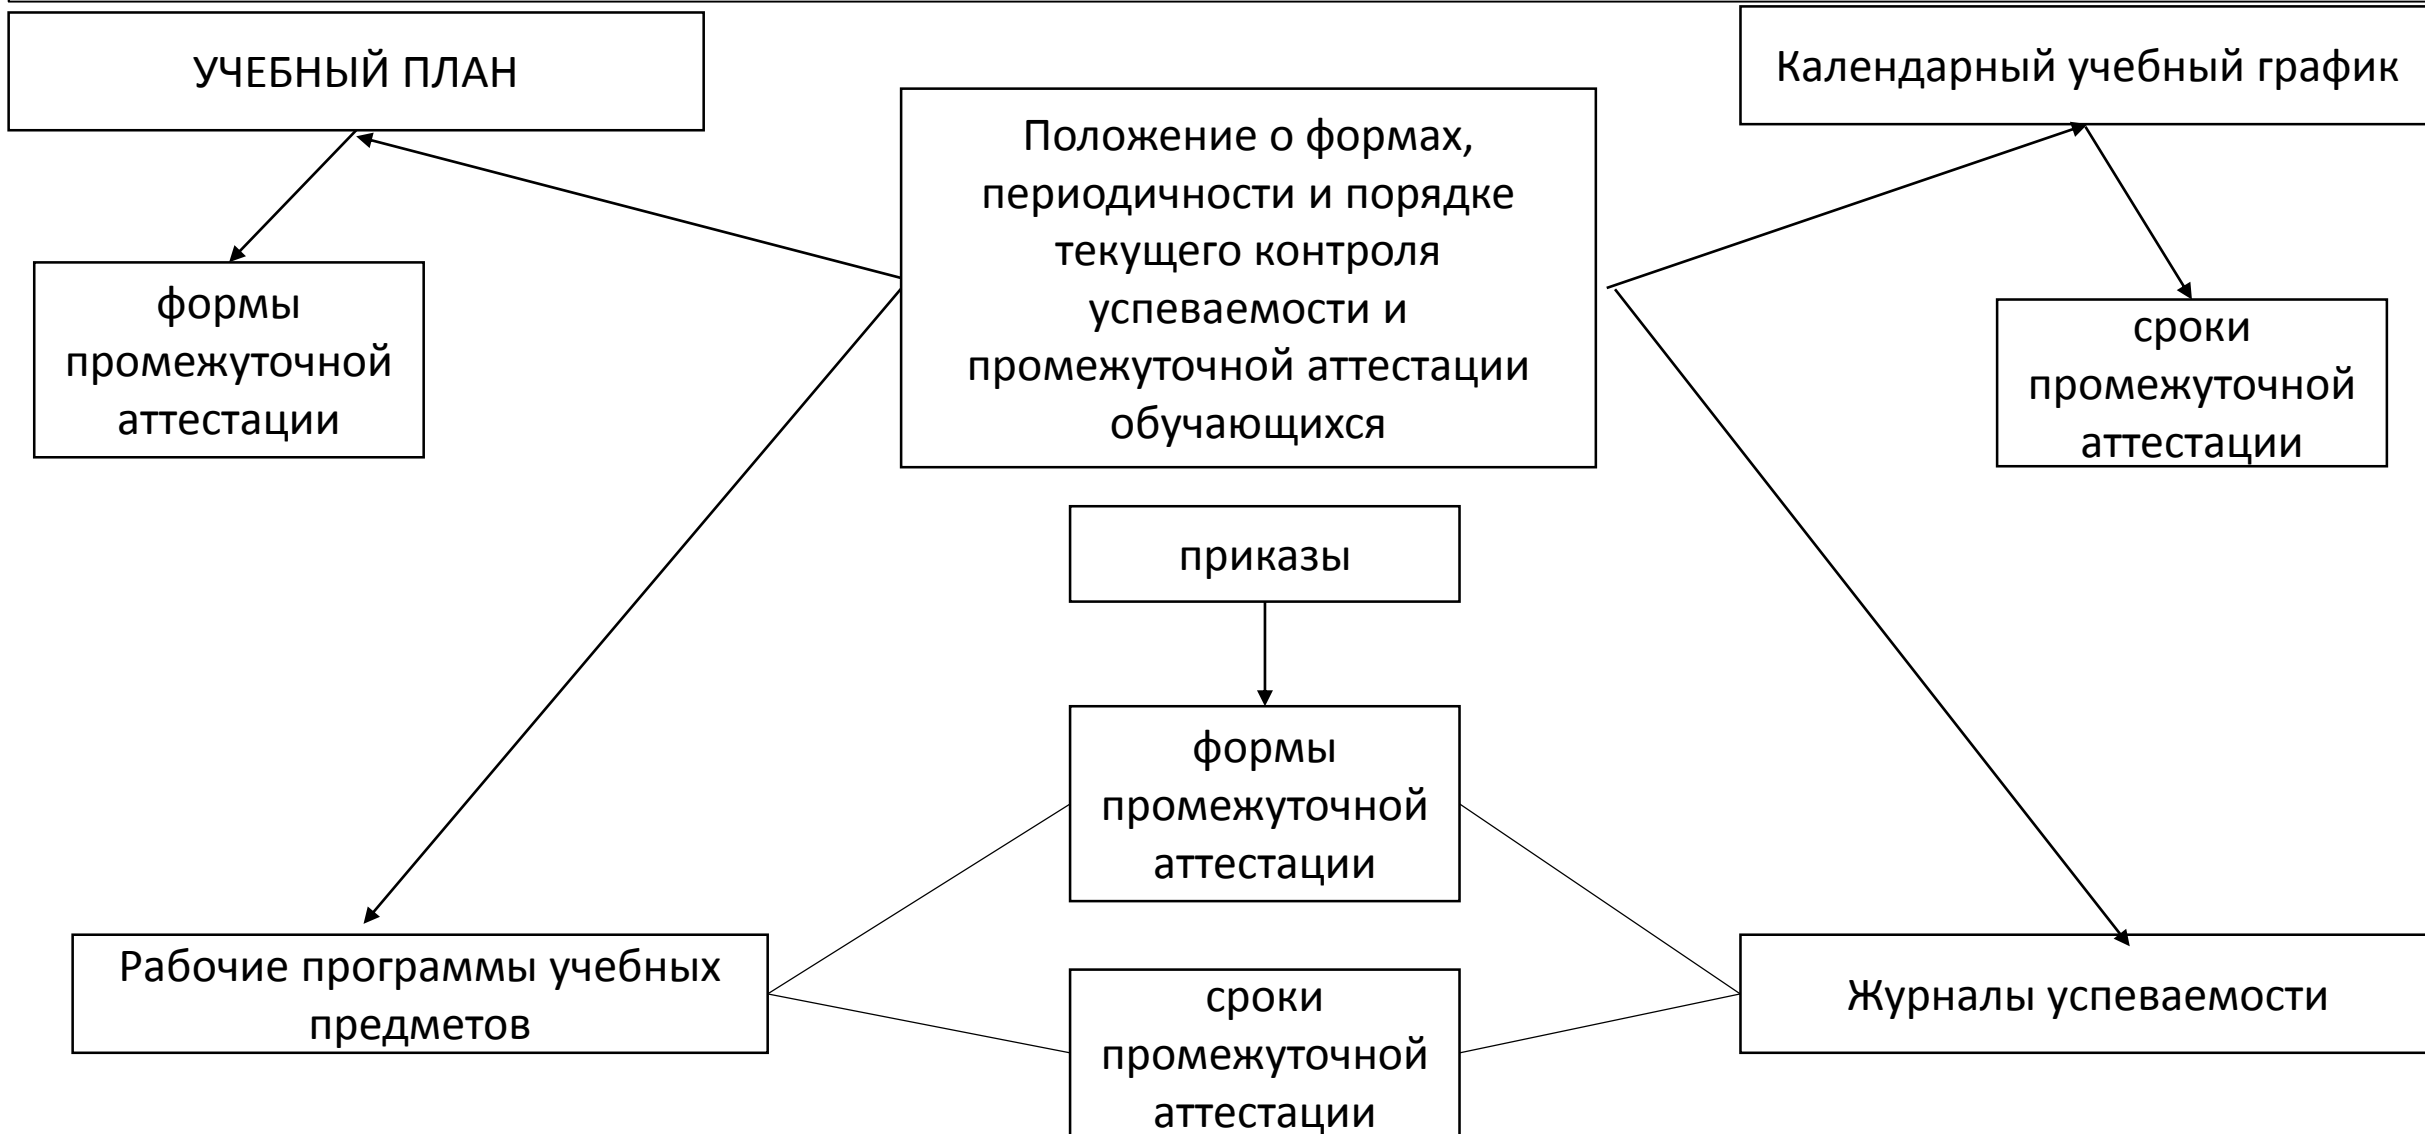 УЧЕБНЫЙ ПЛАН
Календарный учебный график
Положение о формах,
периодичности и порядке
текущего контроля
успеваемости и
промежуточной аттестации
обучающихся
формы
промежуточной
аттестации
сроки
промежуточной
аттестации
приказы
формы
промежуточной
аттестации
Рабочие программы учебных
предметов
сроки
промежуточной
аттестации
Журналы успеваемости